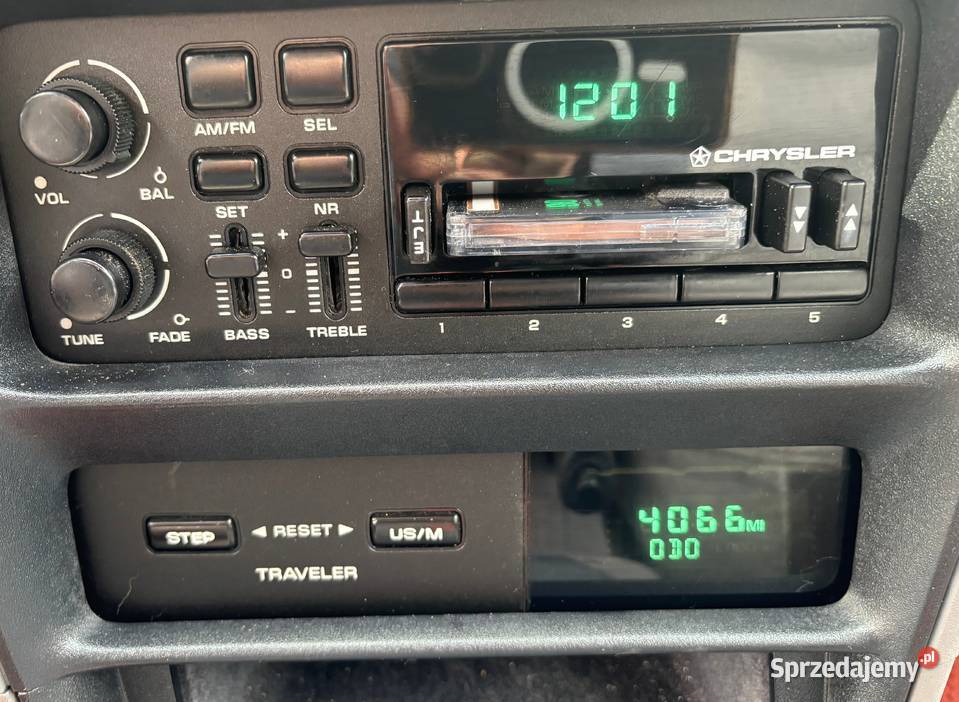 1201
AM/FM
SEL
CHRYSLER
VOL
BAL
SET
NR
EJT
+
0
-
TUNE
FADE
BASS
TREBLE
1
2
3
4
5
4066 MI
ODO
STEP
◄ RESET ►
US/M
TRAVELER
Sprzedajemy.pl